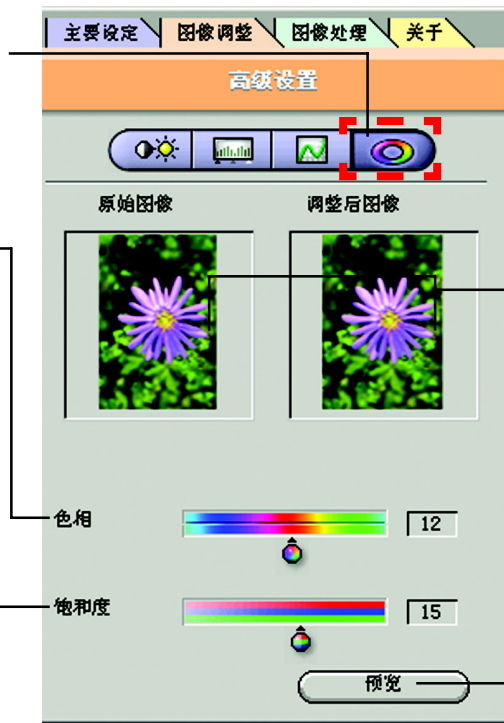 主要设定 图像调整 图像处理 关于
高级设置
原始图像 调整后图像
色相 12
饱和度 15
预览